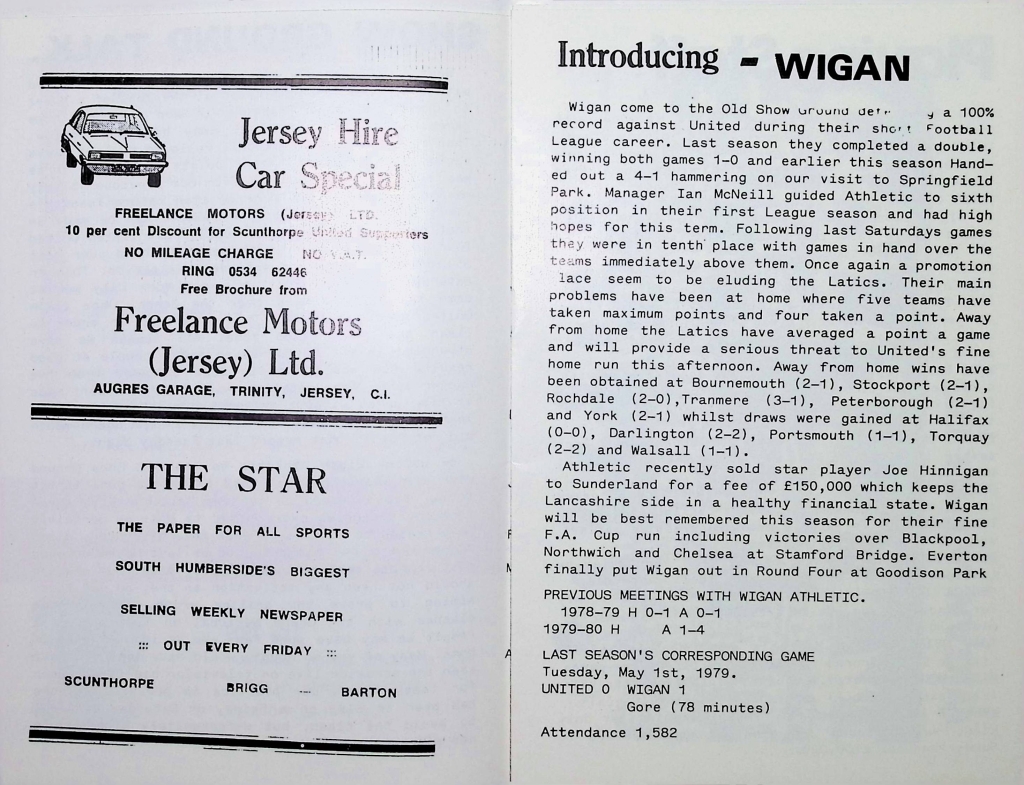 Jersey Hire
Car Special
FREELANCE MOTORS (Jersey) LTD.
10 per cent Discount for Scunthorpe United Supporters
NO MILEAGE CHARGE NO V.A.T.
RING 0534 62446
Free Brochure from
Freelance Motors
(Jersey) Ltd.
AUGRES GARAGE, TRINITY, JERSEY, C.I.
THE STAR
THE PAPER FOR ALL SPORTS
SOUTH HUMBERSIDE'S BIGGEST
SELLING WEEKLY NEWSPAPER
::: OUT EVERY FRIDAY :::
SCUNTHORPE BRIGG — BARTON
Introducing - WIGAN
Wigan come to the Old Show Ground a 100%
record against United during their short Football
League career. Last season they completed a double,
winning both games 1-0 and earlier this season Hand-
ed out a 4-1 hammering on our visit to Springfield
Park. Manager Ian McNeill guided Athletic to sixth
position in their first League season and had high
hopes for this term. Following last Saturdays games
they were in tenth place with games in hand over the
teams immediately above them. Once again a promotion
lace seem to be eluding the Latics. Their main
problems have been at home where five teams have
taken maximum points and four taken a point. Away
from home the Latics have averaged a point a game
and will provide a serious threat to United's fine
home run this afternoon. Away from home wins have
been obtained at Bournemouth (2-1), Stockport (2-1),
Rochdale (2-0),Tranmere (3-1), Peterborough (2-1)
and York (2-1) whilst draws were gained at Halifax
(0-0), Darlington (2-2), Portsmouth (1-1), Torquay
(2-2) and Walsall (1-1).
Athletic recently sold star player Joe Hinnigan
to Sunderland for a fee of £150,000 which keeps the
Lancashire side in a healthy financial state. Wigan
will be best remembered this season for their fine
F.A. Cup run including victories over Blackpool,
Northwich and Chelsea at Stamford Bridge. Everton
finally put Wigan out in Round Four at Goodison Park
PREVIOUS MEETINGS WITH WIGAN ATHLETIC.
1978-79 H 0-1 A 0-1
1979-80 H A 1-4
LAST SEASON'S CORRESPONDING GAME
Tuesday, May 1st, 1979.
UNITED 0 WIGAN 1
Gore (78 minutes)
Attendance 1,582